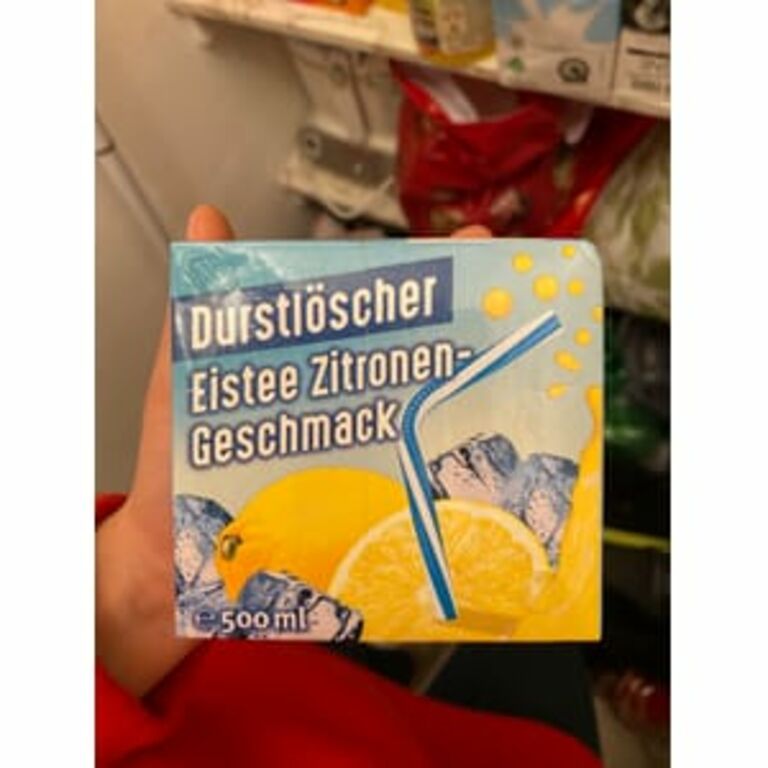 Durstlöscher
Eistee Zitronen-
Geschmack
e 500 ml